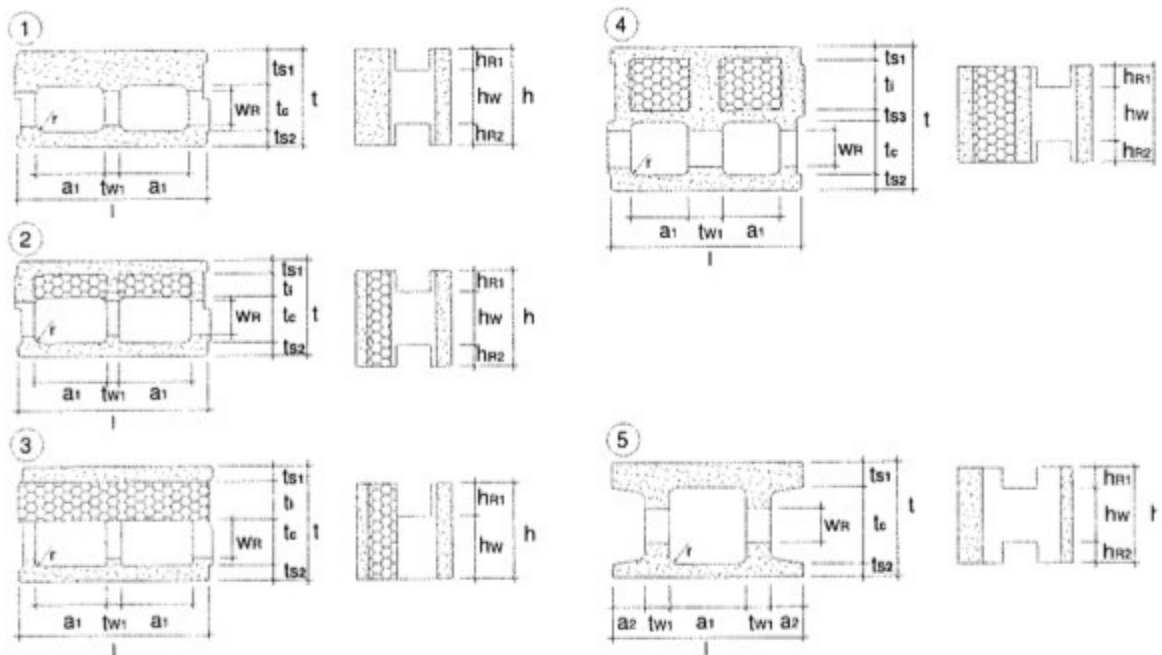 1
ts1
tc
ts2
t
wR
r
a1 tw1 a1
l
hR1
hw
hR2
h
2
ts1
ti
tc
ts2
t
wR
r
a1 tw1 a1
l
hR1
hw
hR2
h
3
ts1
ti
tc
ts2
t
wR
r
a1 tw1 a1
l
hR1
hw
h
4
ts1
ti
ts3
tc
ts2
t
wR
r
a1 tw1 a1
l
hR1
hw
hR2
h
5
ts1
tc
ts2
t
wR
r
a2 tw1 a1 tw1 a2
l
hR1
hw
hR2
h